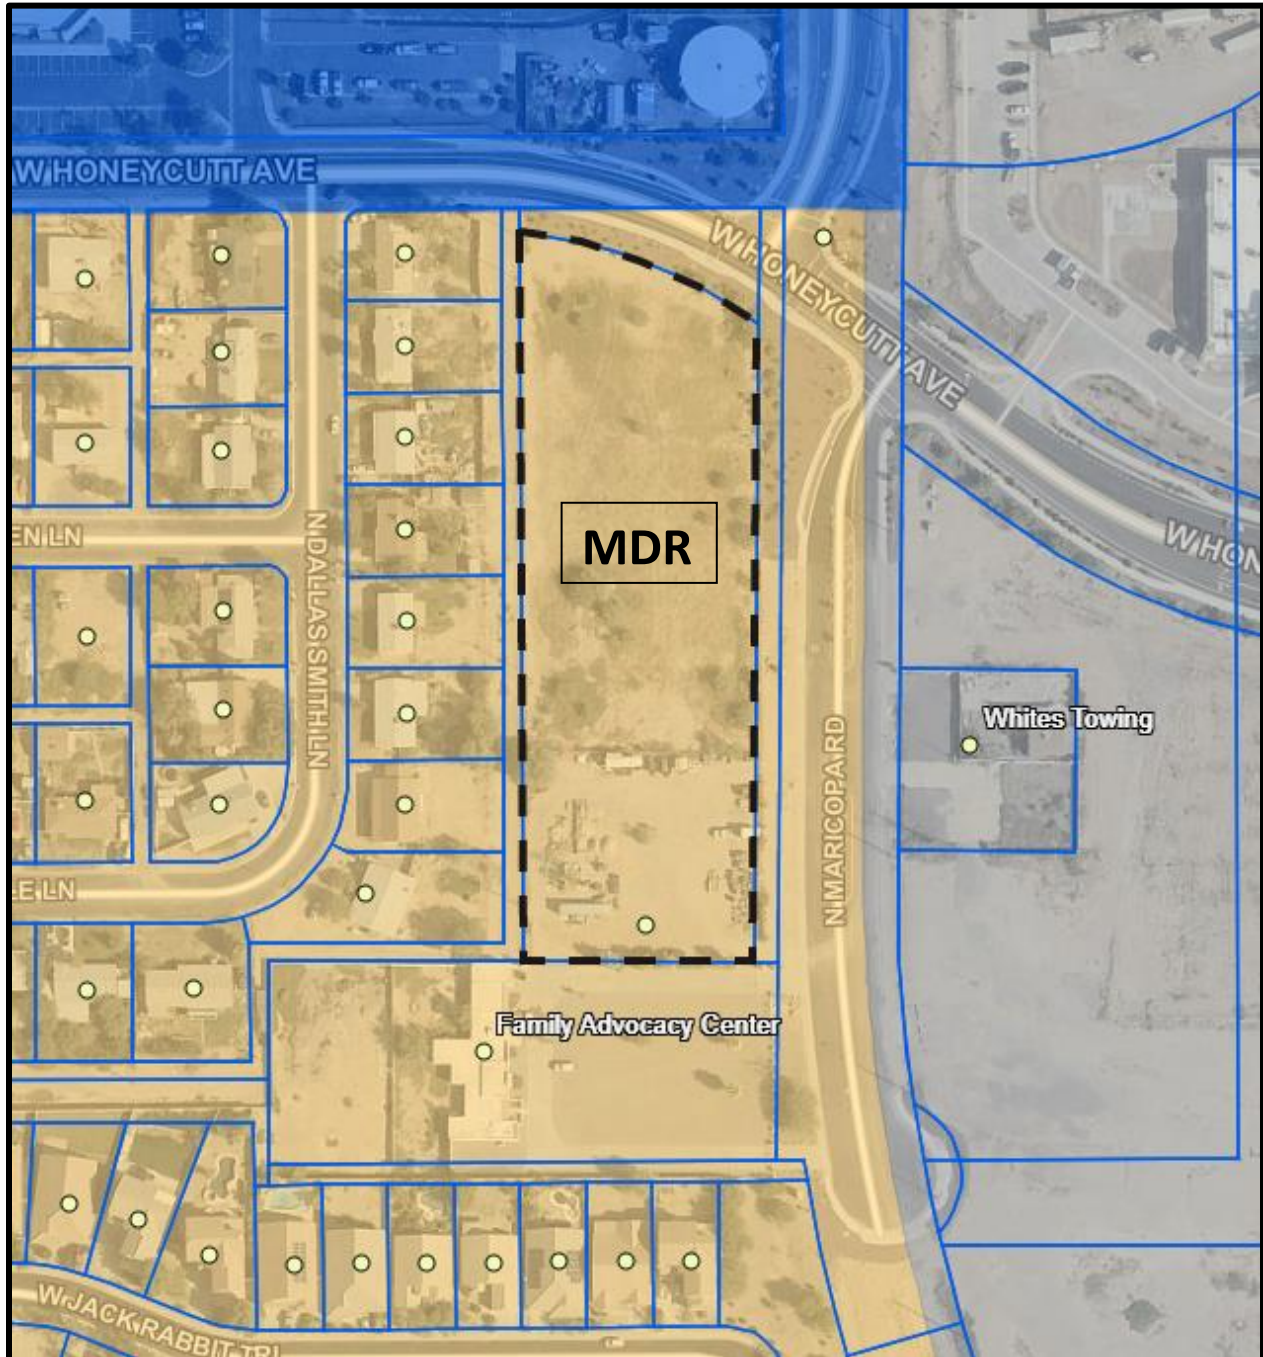 W HONEYCUTT AVE
W HONEYCUTT AVE
W HON
EN LN
N DALLAS SMITH LN
MDR
Whites Towing
N MARICOPA RD
LE LN
Family Advocacy Center
W JACK RABBIT TRL